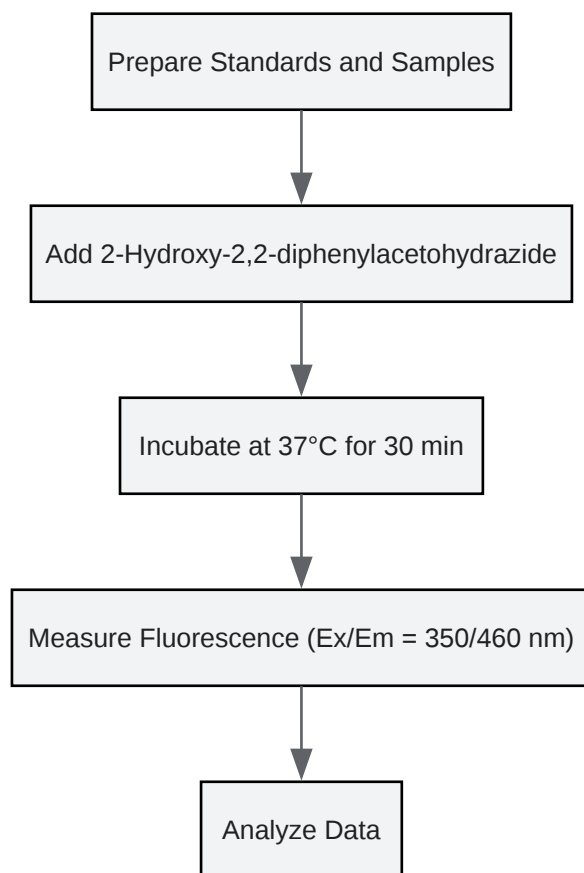 Prepare Standards and Samples
Add 2-Hydroxy-2,2-diphenylacetohydrazide
Incubate at 37°C for 30 min
Measure Fluorescence (Ex/Em = 350/460 nm)
Analyze Data